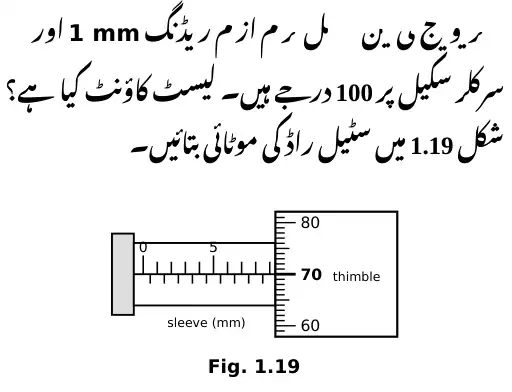 ریڈنگ 1 mm اور
سرکلر سکیل پر 100 درجے ہیں۔ لیسٹ کاؤنٹ کیا ہے؟
شکل 1.19 میں سٹیل راڈ کی موٹائی بتائیں۔
80
0 5
70 thimble
sleeve (mm) 60
Fig. 1.19